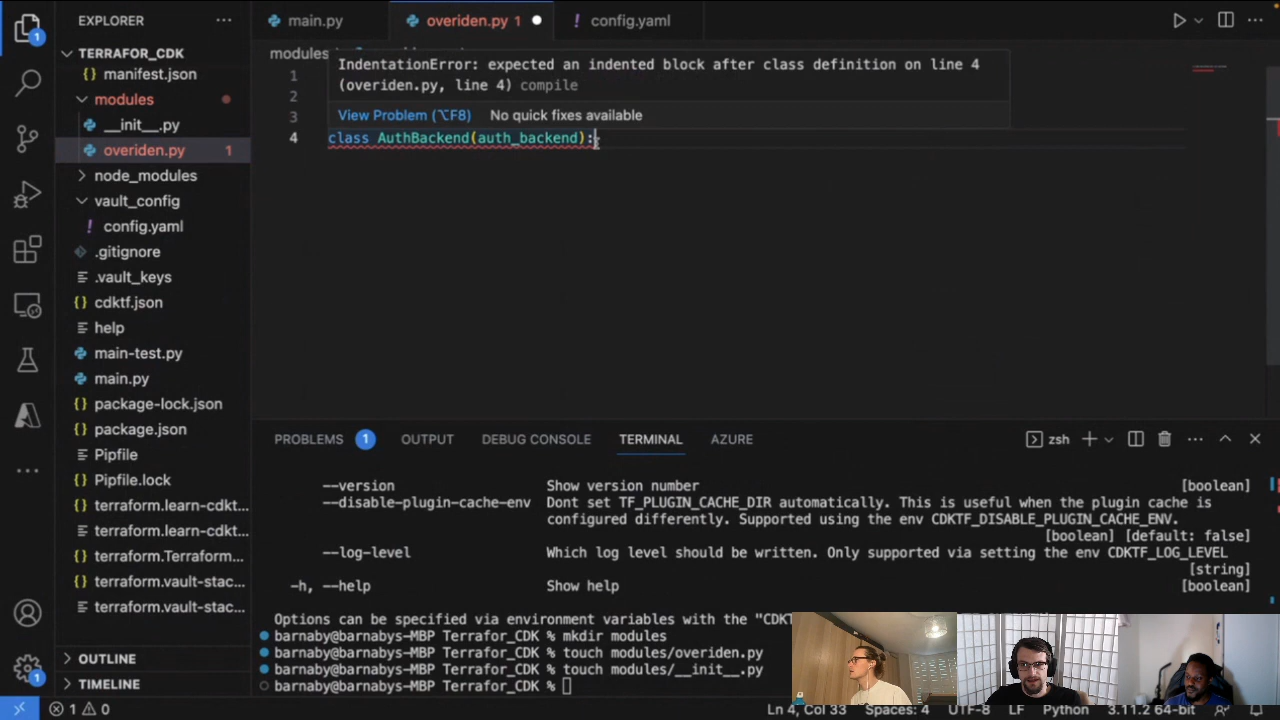 EXPLORER
main.py
overiden.py 1
! config.yaml
TERRAFOR_CDK
manifest.json
modules
__init__.py
overiden.py 1
node_modules
vault_config
! config.yaml
.gitignore
.vault_keys
cdktf.json
help
main-test.py
main.py
package-lock.json
package.json
Pipfile
Pipfile.lock
terraform.learn-cdkt...
terraform.learn-cdkt...
terraform.Terraform...
terraform.vault-stac...
terraform.vault-stac...
OUTLINE
TIMELINE
modules
IndentationError: expected an indented block after class definition on line 4
(overiden.py, line 4) compile
View Problem (⌥F8) No quick fixes available
1
2
3
4 class AuthBackend(auth_backend):
PROBLEMS 1 OUTPUT DEBUG CONSOLE TERMINAL AZURE
zsh
--version Show version number [boolean]
--disable-plugin-cache-env Dont set TF_PLUGIN_CACHE_DIR automatically. This is useful when the plugin cache is
configured differently. Supported using the env CDKTF_DISABLE_PLUGIN_CACHE_ENV.
[boolean] [default: false]
--log-level Which log level should be written. Only supported via setting the env CDKTF_LOG_LEVEL
[string]
-h, --help Show help [boolean]
Options can be specified via environment variables with the "CDKT
barnaby@barnabys-MBP Terrafor_CDK % mkdir modules
barnaby@barnabys-MBP Terrafor_CDK % touch modules/overiden.py
barnaby@barnabys-MBP Terrafor_CDK % touch modules/__init__.py
barnaby@barnabys-MBP Terrafor_CDK %
1 0 Ln 4, Col 33 Spaces: 4 UTF-8 LF Python 3.11.2 64-bit